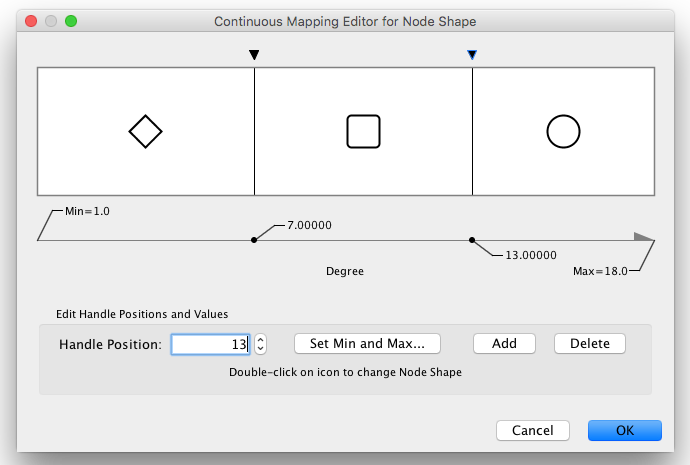 Continuous Mapping Editor for Node Shape
Min=1.0
7.00000
13.00000
Degree
Max=18.0
Edit Handle Positions and Values
Handle Position: 13 Set Min and Max... Add Delete
Double-click on icon to change Node Shape
Cancel OK